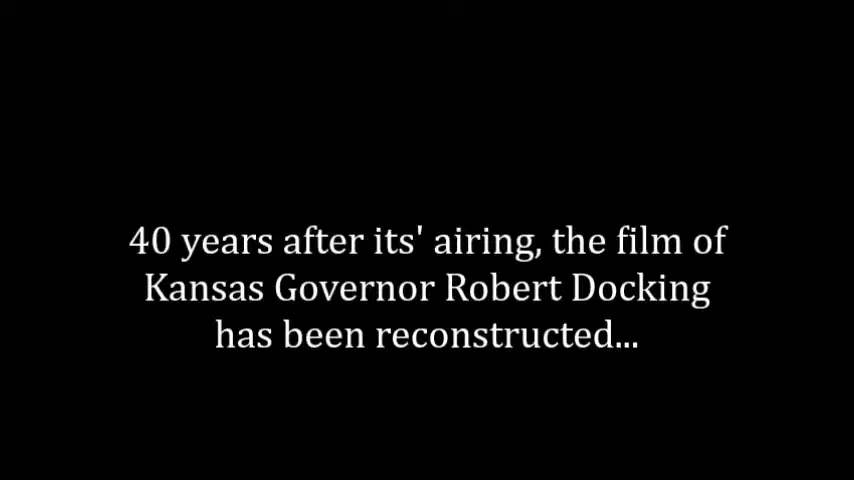 40 years after its' airing, the film of
Kansas Governor Robert Docking
has been reconstructed...